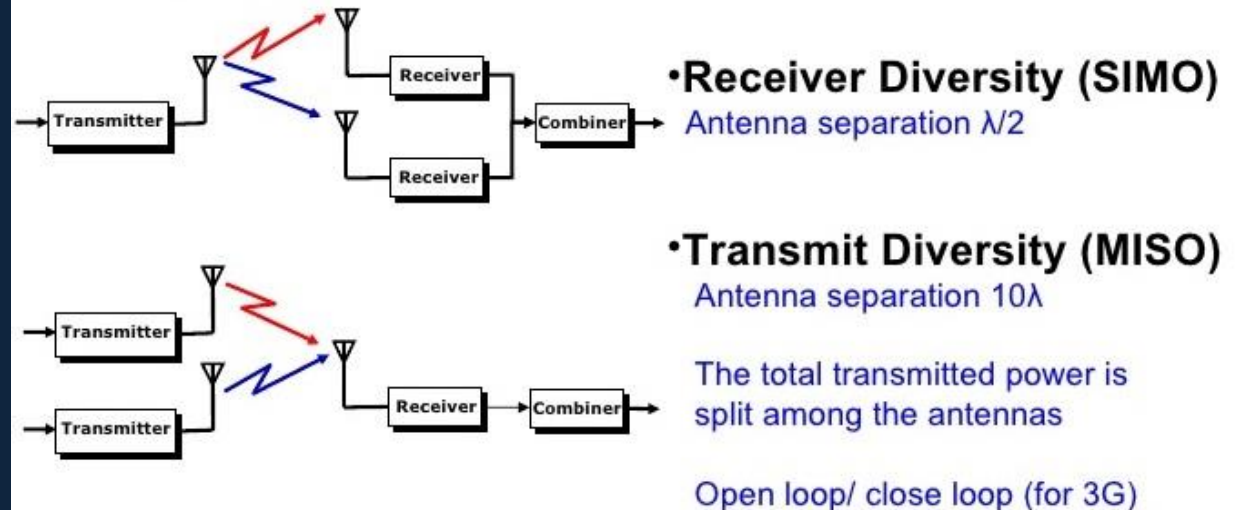 Transmitter
Receiver
Receiver
Combiner
•Receiver Diversity (SIMO)
Antenna separation λ/2
Transmitter
Transmitter
Receiver
Combiner
•Transmit Diversity (MISO)
Antenna separation 10λ
The total transmitted power is
split among the antennas
Open loop/ close loop (for 3G)